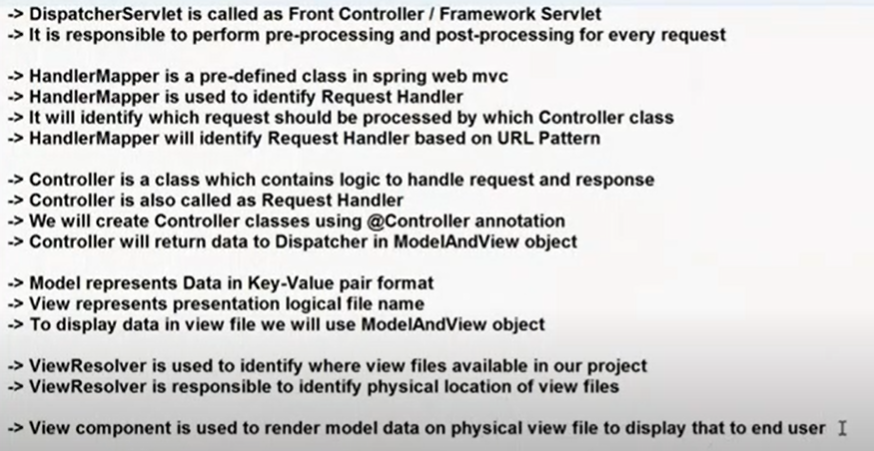 -> DispatcherServlet is called as Front Controller / Framework Servlet
-> It is responsible to perform pre-processing and post-processing for every request
-> HandlerMapper is a pre-defined class in spring web mvc
-> HandlerMapper is used to identify Request Handler
-> It will identify which request should be processed by which Controller class
-> HandlerMapper will identify Request Handler based on URL Pattern
-> Controller is a class which contains logic to handle request and response
-> Controller is also called as Request Handler
-> We will create Controller classes using @Controller annotation
-> Controller will return data to Dispatcher in ModelAndView object
-> Model represents Data in Key-Value pair format
-> View represents presentation logical file name
-> To display data in view file we will use ModelAndView object
-> ViewResolver is used to identify where view files available in our project
-> ViewResolver is responsible to identify physical location of view files
-> View component is used to render model data on physical view file to display that to end user